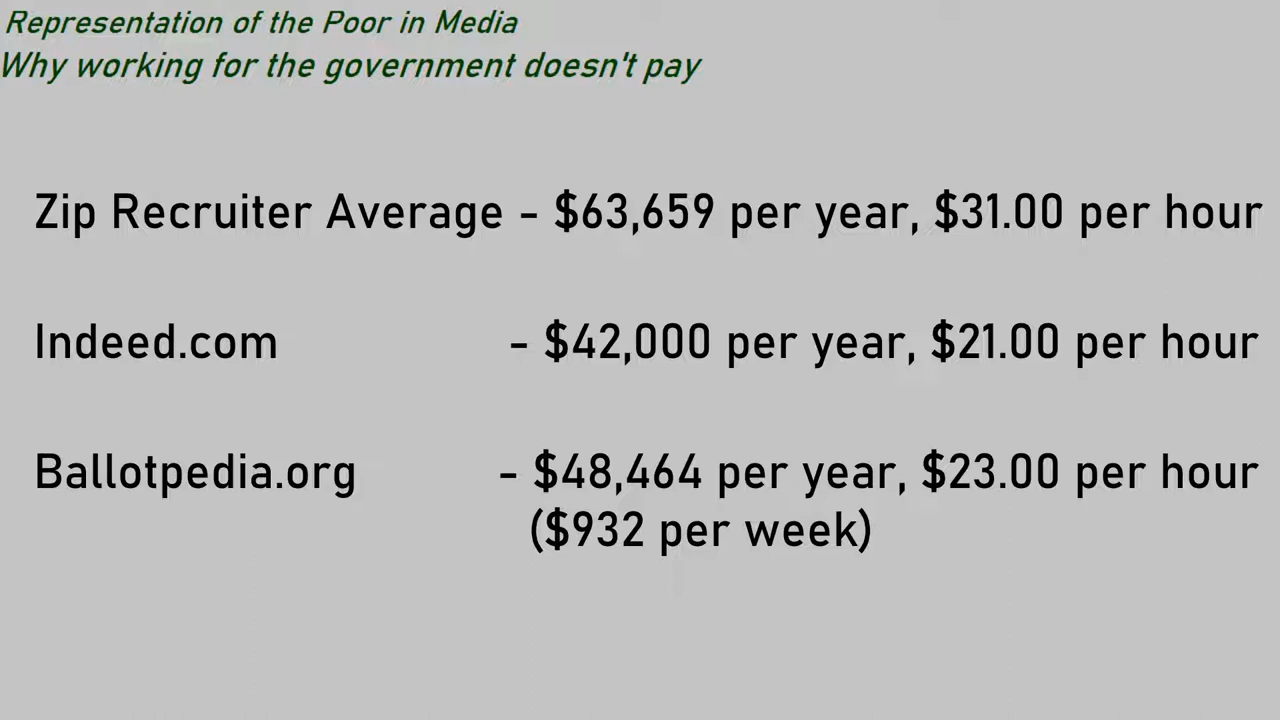 Representation of the Poor in Media
Why working for the government doesn't pay
Zip Recruiter Average - $63,659 per year, $31.00 per hour
Indeed.com - $42,000 per year, $21.00 per hour
Ballotpedia.org - $48,464 per year, $23.00 per hour
($932 per week)